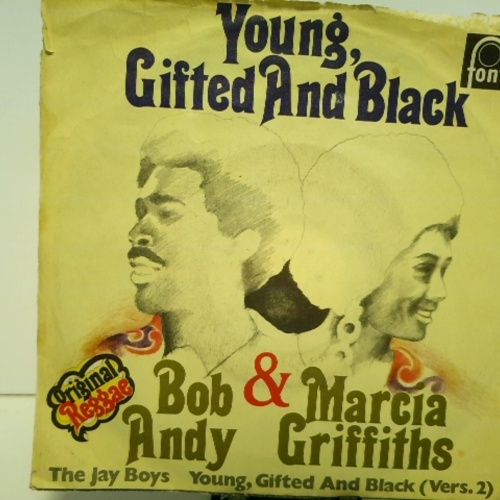 Young,
Gifted And Black
fon
Original
Reggae
Bob & Marcia
Andy Griffiths
The Jay Boys Young, Gifted And Black (Vers. 2)